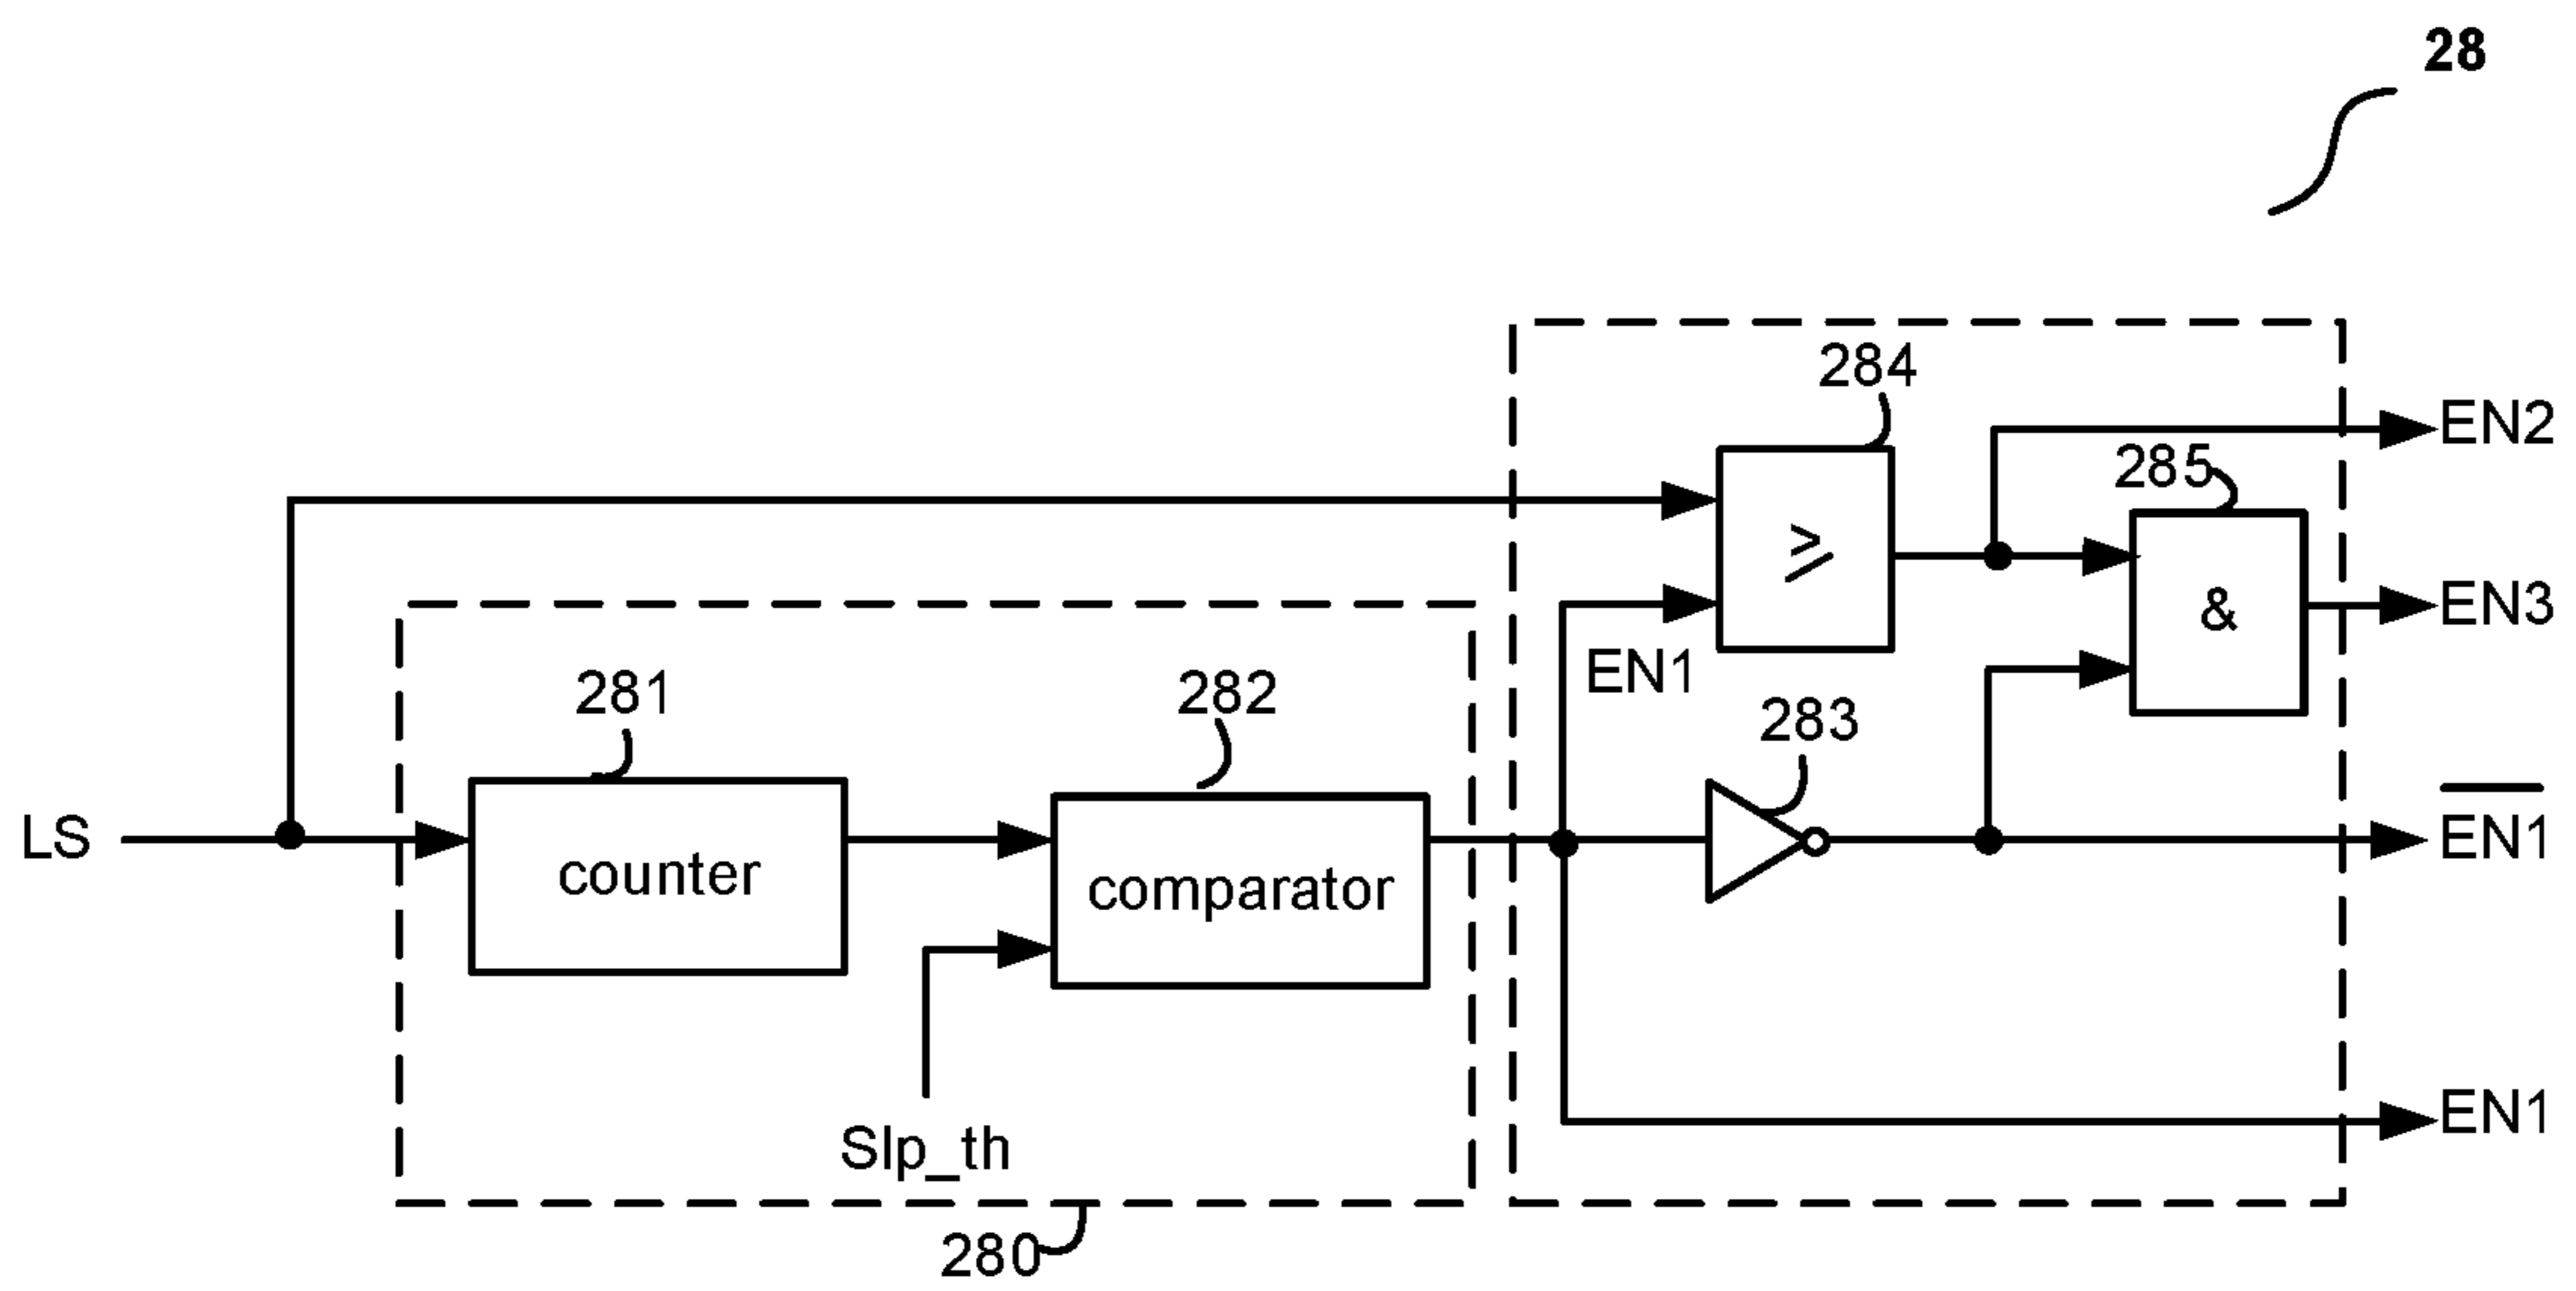 28
284
EN2
285
≥
EN3
&
EN1
281
282
283
LS
counter
comparator
EN1
Slp_th
EN1
280